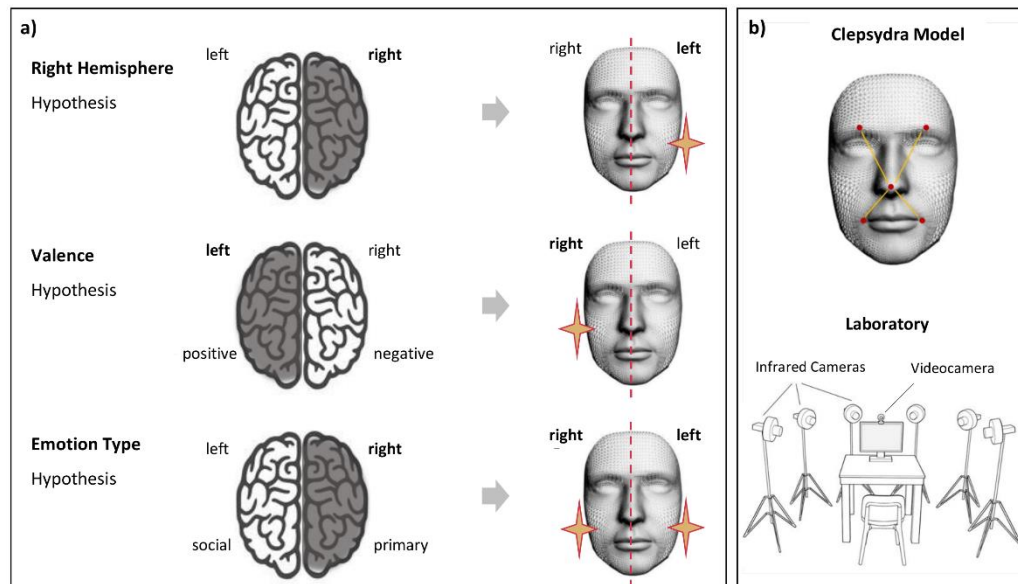 a)
Right Hemisphere
Hypothesis
left
right
right
left
Valence
Hypothesis
left
right
positive
negative
right
left
Emotion Type
Hypothesis
left
right
social
primary
right
left
b)
Clepsydra Model
Laboratory
Infrared Cameras
Videocamera